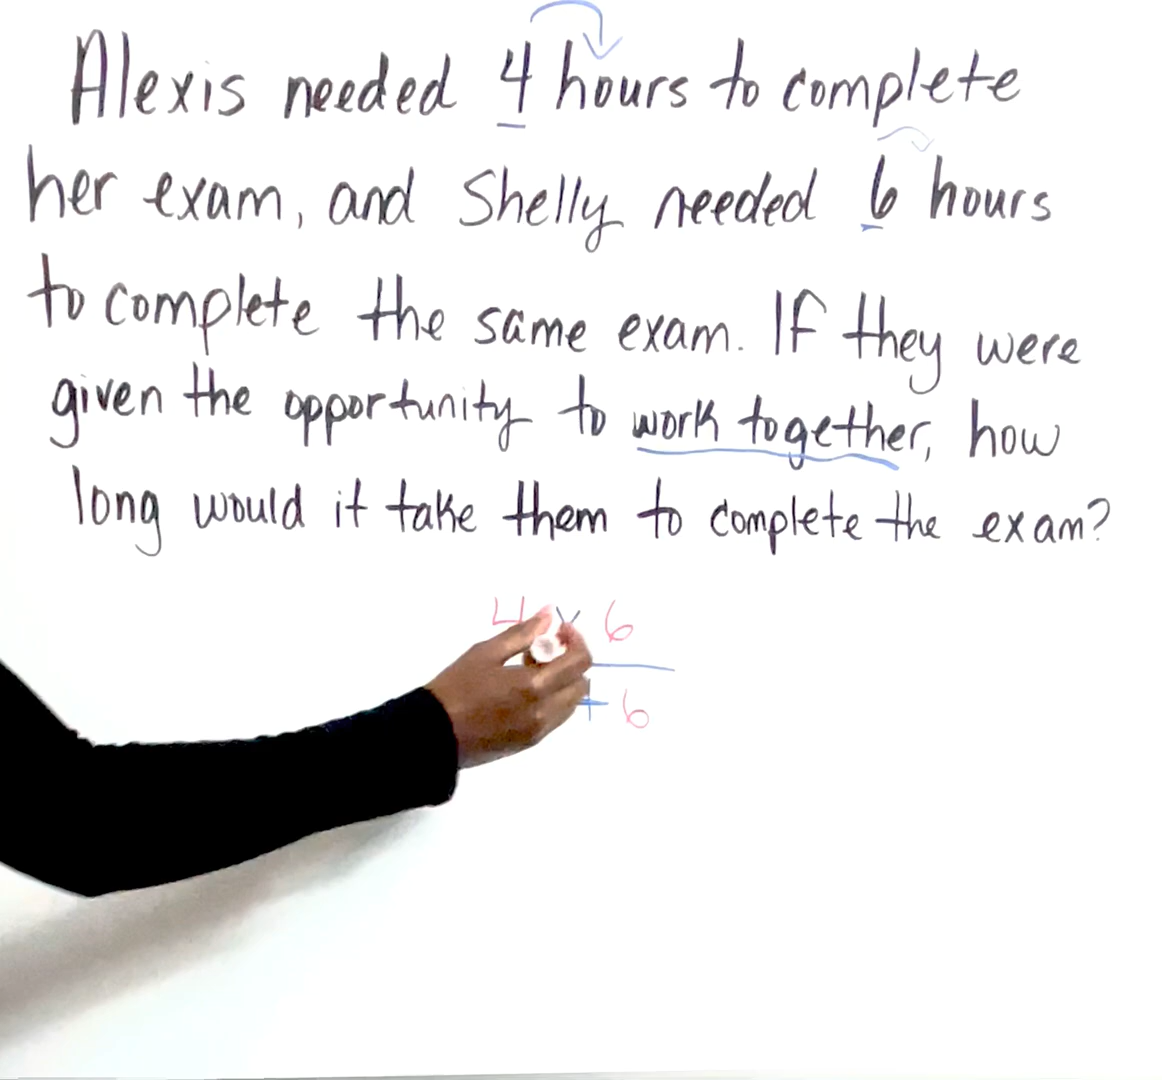 Alexis needed 4 hours to complete
her exam, and Shelly needed 6 hours
to complete the same exam. If they were
given the opportunity to work together, how
long would it take them to complete the exam?
4 × 6
+ 6